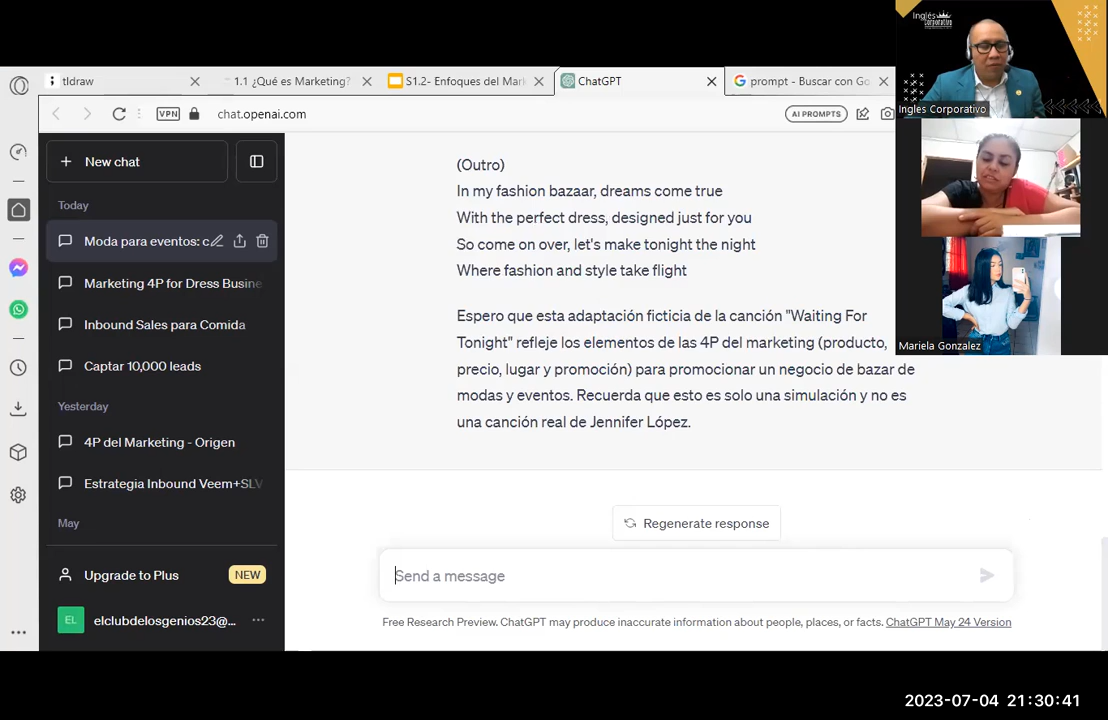 tldraw
1.1 ¿Qué es Marketing?
S1.2- Enfoques del Mark
ChatGPT
prompt - Buscar con Go
VPN
chat.openai.com
AI PROMPTS
New chat
Today
Moda para eventos: c
Marketing 4P for Dress Busine
Inbound Sales para Comida
Captar 10,000 leads
Yesterday
4P del Marketing - Origen
Estrategia Inbound Veem+SLV
May
Upgrade to Plus
NEW
EL
elclubdelosgenios23@...
(Outro)
In my fashion bazaar, dreams come true
With the perfect dress, designed just for you
So come on over, let's make tonight the night
Where fashion and style take flight
Espero que esta adaptación ficticia de la canción "Waiting For
Tonight" refleje los elementos de las 4P del marketing (producto,
precio, lugar y promoción) para promocionar un negocio de bazar de
modas y eventos. Recuerda que esto es solo una simulación y no es
una canción real de Jennifer López.
Regenerate response
Send a message
Free Research Preview. ChatGPT may produce inaccurate information about people, places, or facts. ChatGPT May 24 Version
Inglés
Corporativo
Ingles Corporativo
Mariela Gonzalez
2023-07-04 21:30:41